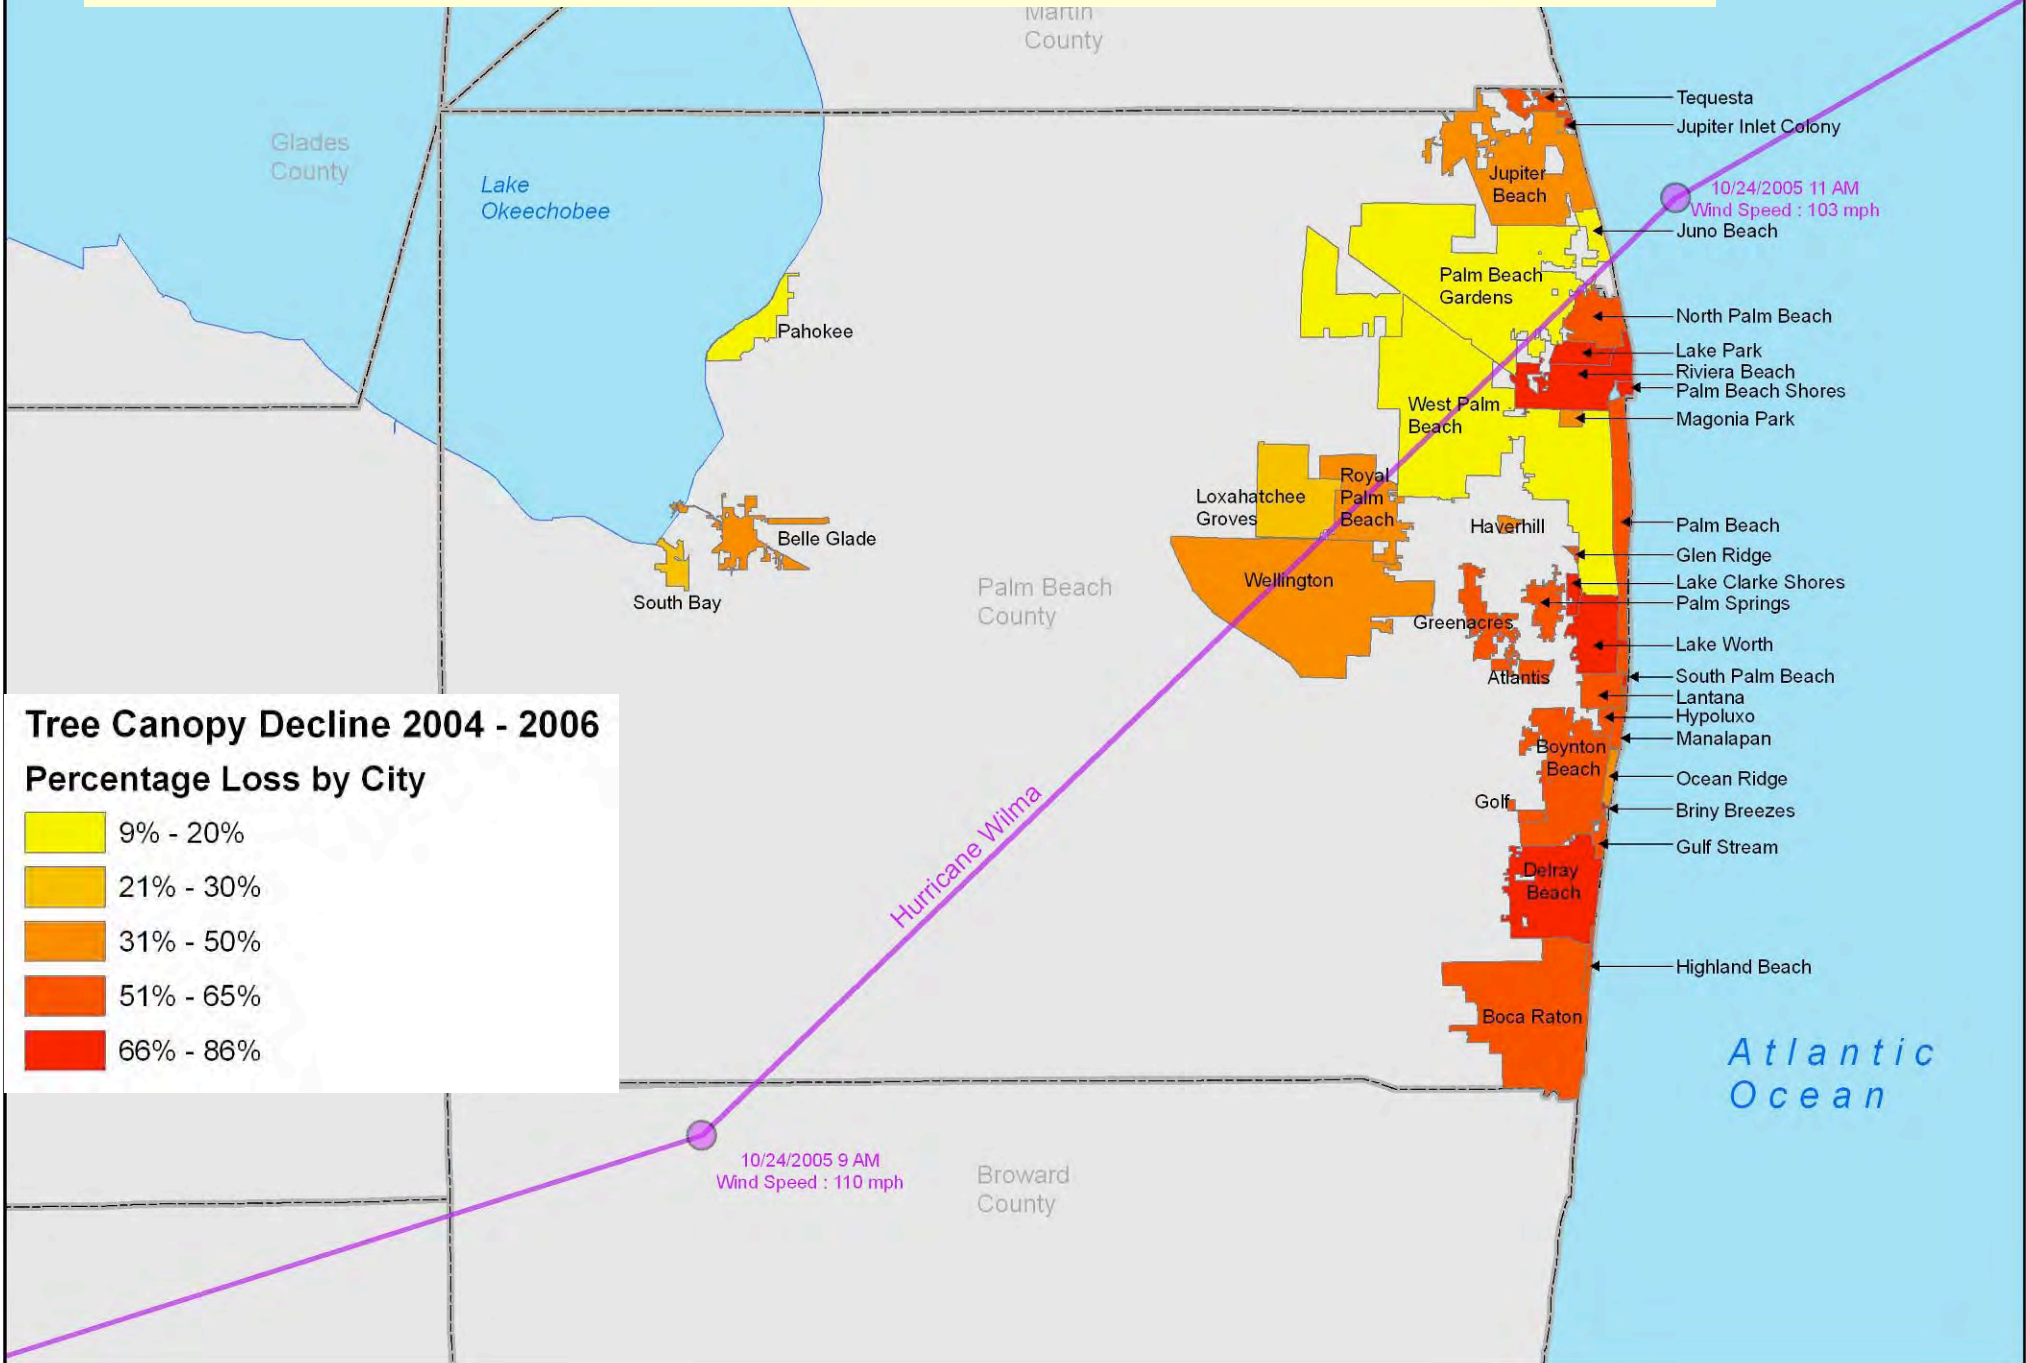 Martin
County
Tequesta
Jupiter Inlet Colony
Glades
County
Lake
Okeechobee
Jupiter
Beach
10/24/2005 11 AM
Wind Speed : 103 mph
Juno Beach
Palm Beach
Gardens
North Palm Beach
Pahokee
Lake Park
Riviera Beach
Palm Beach Shores
West Palm
Beach
Magonia Park
Royal
Palm
Beach
Loxahatchee
Groves
Haverhill
Palm Beach
Belle Glade
Glen Ridge
Wellington
Lake Clarke Shores
Palm Springs
South Bay
Palm Beach
County
Greenacres
Lake Worth
Atlantis
South Palm Beach
Lantana
Hypoluxo
Manalapan
Boynton
Beach
Ocean Ridge
Golf
Briny Breezes
Gulf Stream
Delray
Beach
Highland Beach
Boca Raton
Hurricane Wilma
Atlantic
Ocean
Tree Canopy Decline 2004 - 2006
Percentage Loss by City
9% - 20%
21% - 30%
31% - 50%
51% - 65%
66% - 86%
10/24/2005 9 AM
Wind Speed : 110 mph
Broward
County